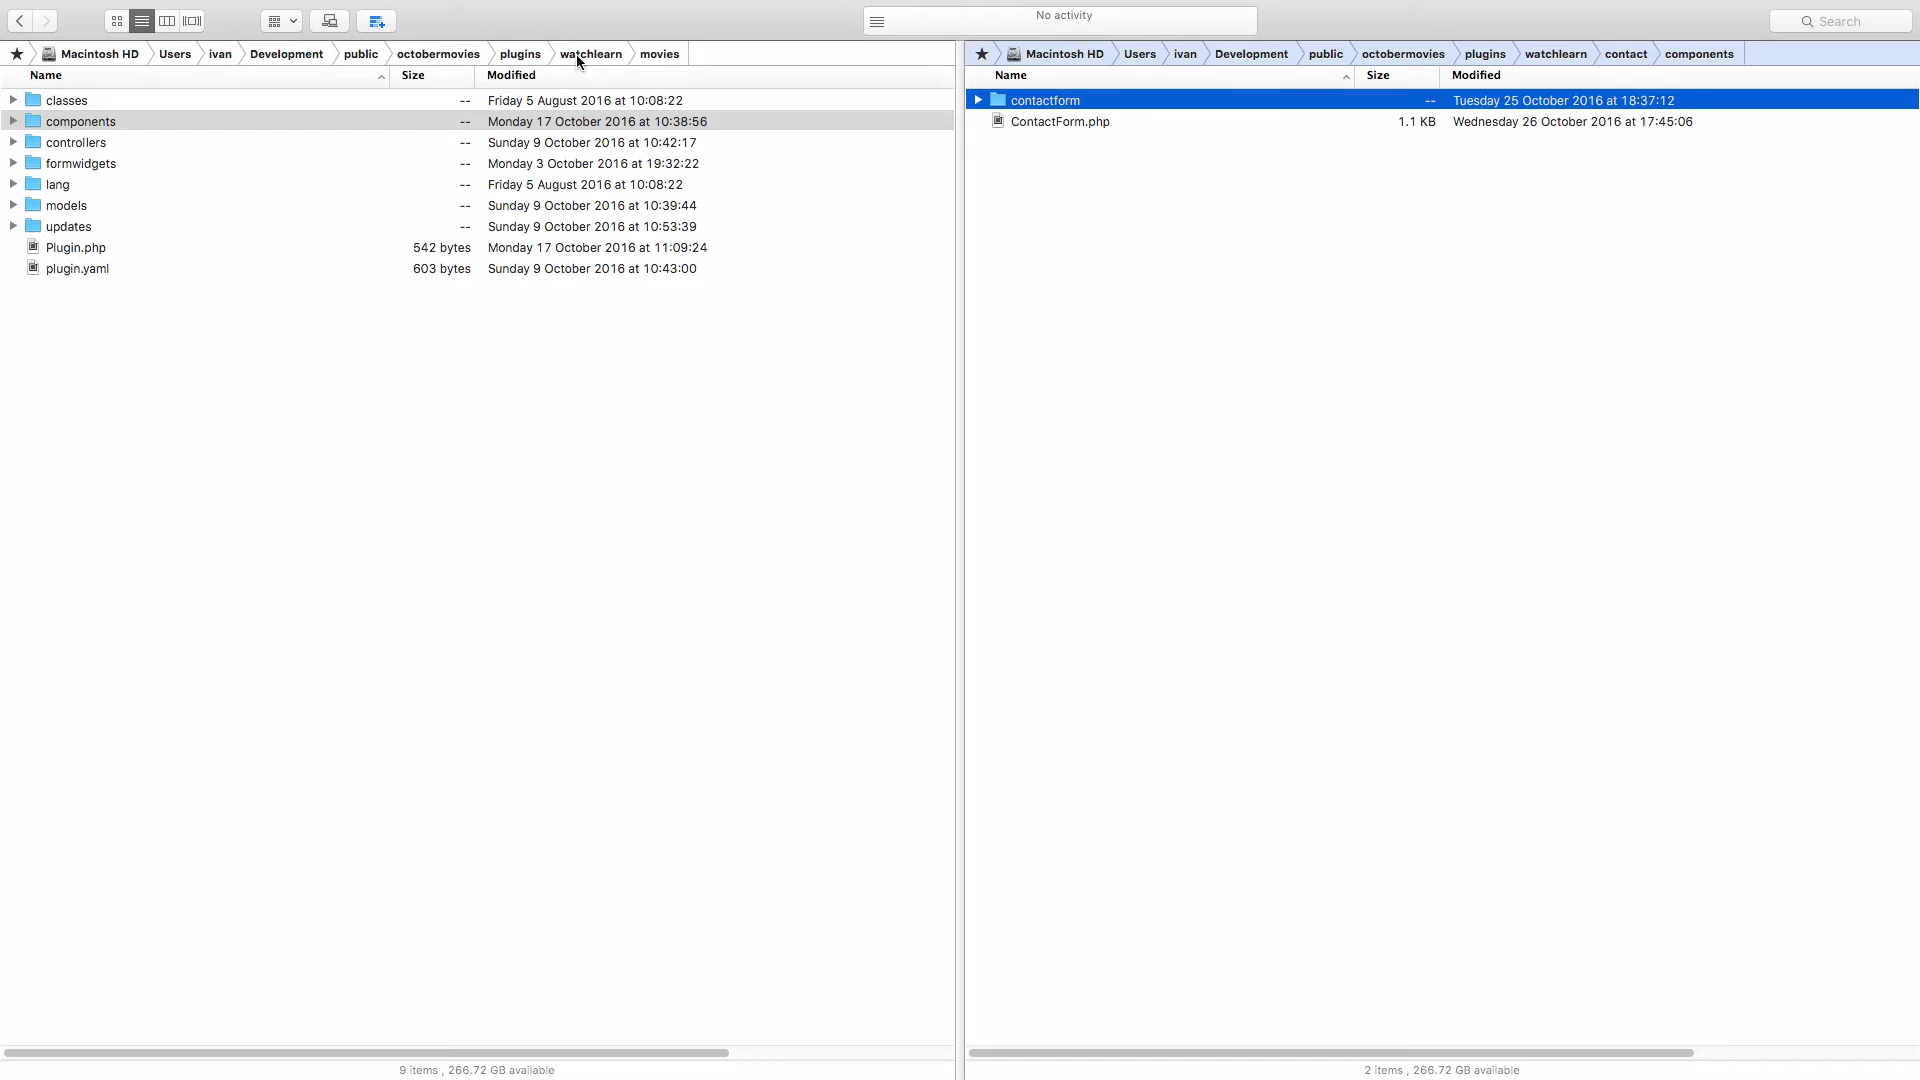 No activity
Search
Macintosh HD Users ivan Development public octobermovies plugins watchlearn movies
Name Size Modified
classes -- Friday 5 August 2016 at 10:08:22
components -- Monday 17 October 2016 at 10:38:56
controllers -- Sunday 9 October 2016 at 10:42:17
formwidgets -- Monday 3 October 2016 at 19:32:22
lang -- Friday 5 August 2016 at 10:08:22
models -- Sunday 9 October 2016 at 10:39:44
updates -- Sunday 9 October 2016 at 10:53:39
Plugin.php 542 bytes Monday 17 October 2016 at 11:09:24
plugin.yaml 603 bytes Sunday 9 October 2016 at 10:43:00
9 items , 266.72 GB available
Macintosh HD Users ivan Development public octobermovies plugins watchlearn contact components
Name Size Modified
contactform -- Tuesday 25 October 2016 at 18:37:12
ContactForm.php 1.1 KB Wednesday 26 October 2016 at 17:45:06
2 items , 266.72 GB available